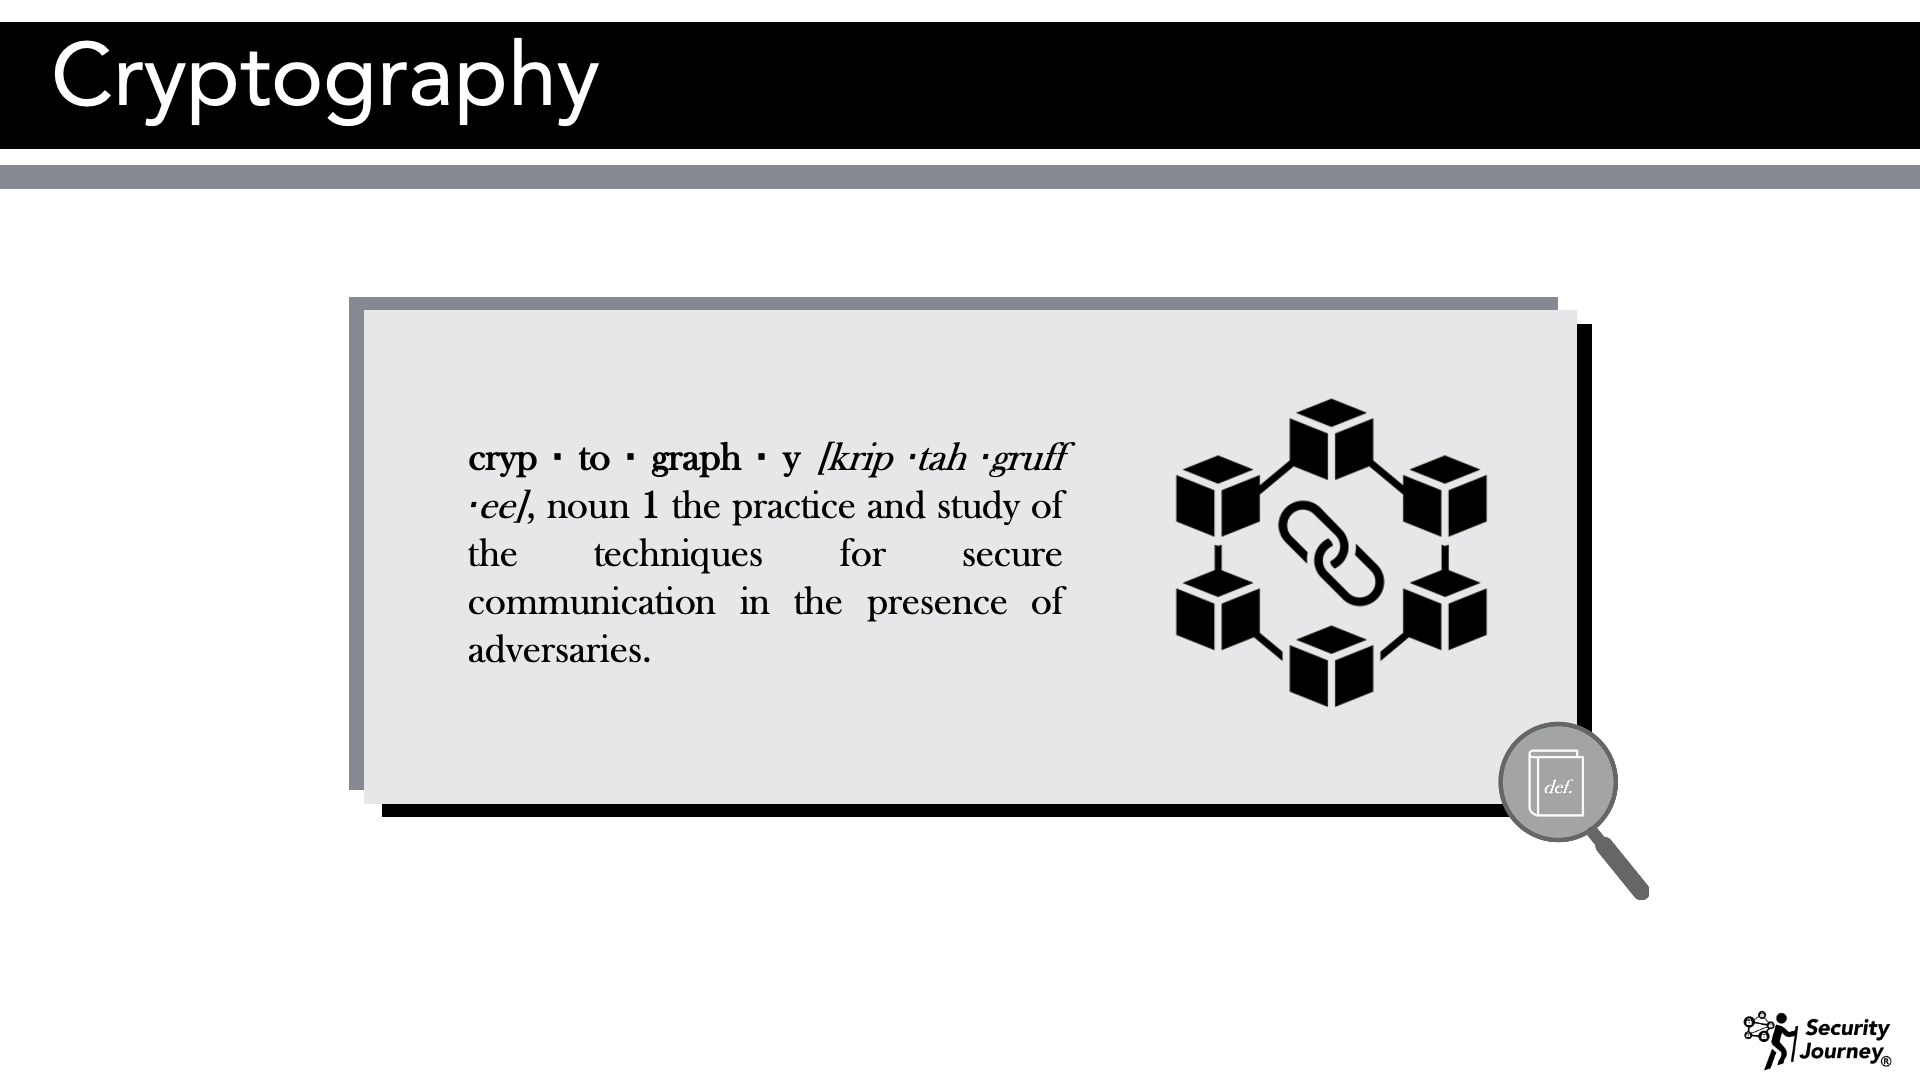 Cryptography
cryp · to · graph · y [krip ·tah ·gruff
·ee], noun 1 the practice and study of
the techniques for secure
communication in the presence of
adversaries.
def.
Security
Journey®